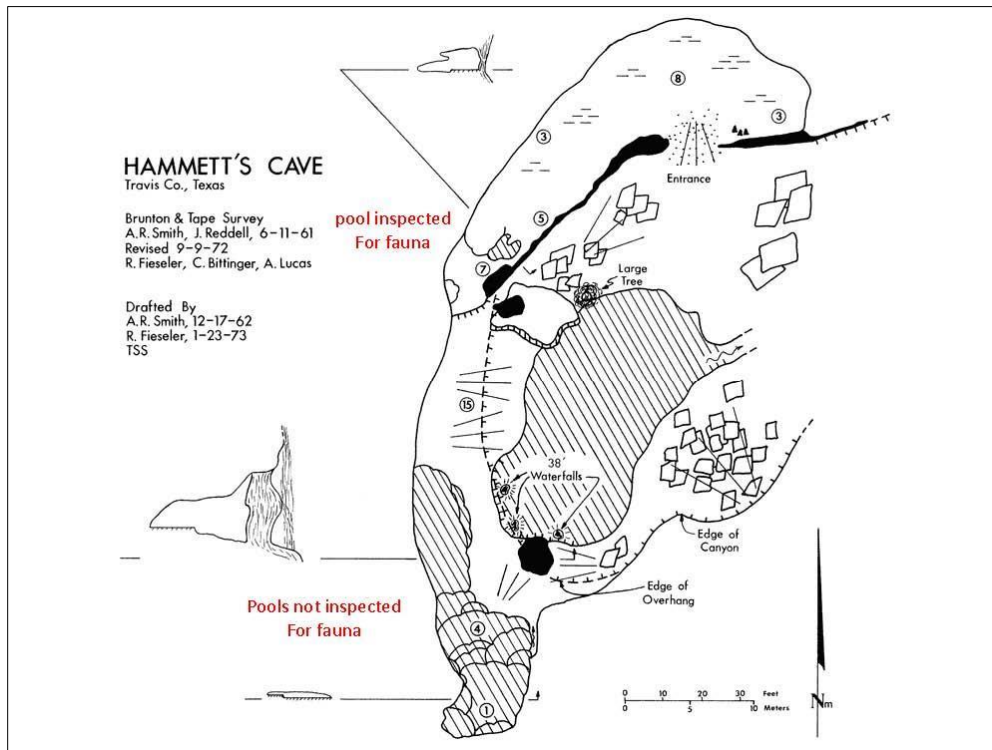 HAMMETT'S CAVE
Travis Co., Texas
Brunton & Tape Survey
A.R. Smith, J. Reddell, 6-11-61
Revised 9-9-72
R. Fieseler, C. Bittinger, A. Lucas
Drafted By
A.R. Smith, 12-17-62
R. Fieseler, 1-23-73
TSS
pool inspected
For fauna
8
3
3
Entrance
5
7
Large
Tree
15
38'
Waterfalls
Edge of
Canyon
Edge of
Overhang
Pools not inspected
For fauna
4
1
0 10 20 30 Feet
0 5 10 Meters
Nm